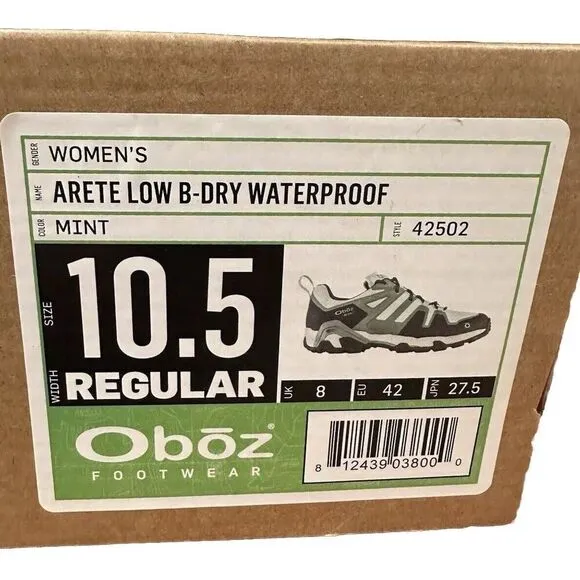 GENDER WOMEN'S
NAME ARETE LOW B-DRY WATERPROOF
COLOR MINT STYLE 42502
SIZE 10.5
WIDTH REGULAR
Oboz
UK 8 EU 42 JPN 27.5
Obōz®
FOOTWEAR
8 12439 03800 0